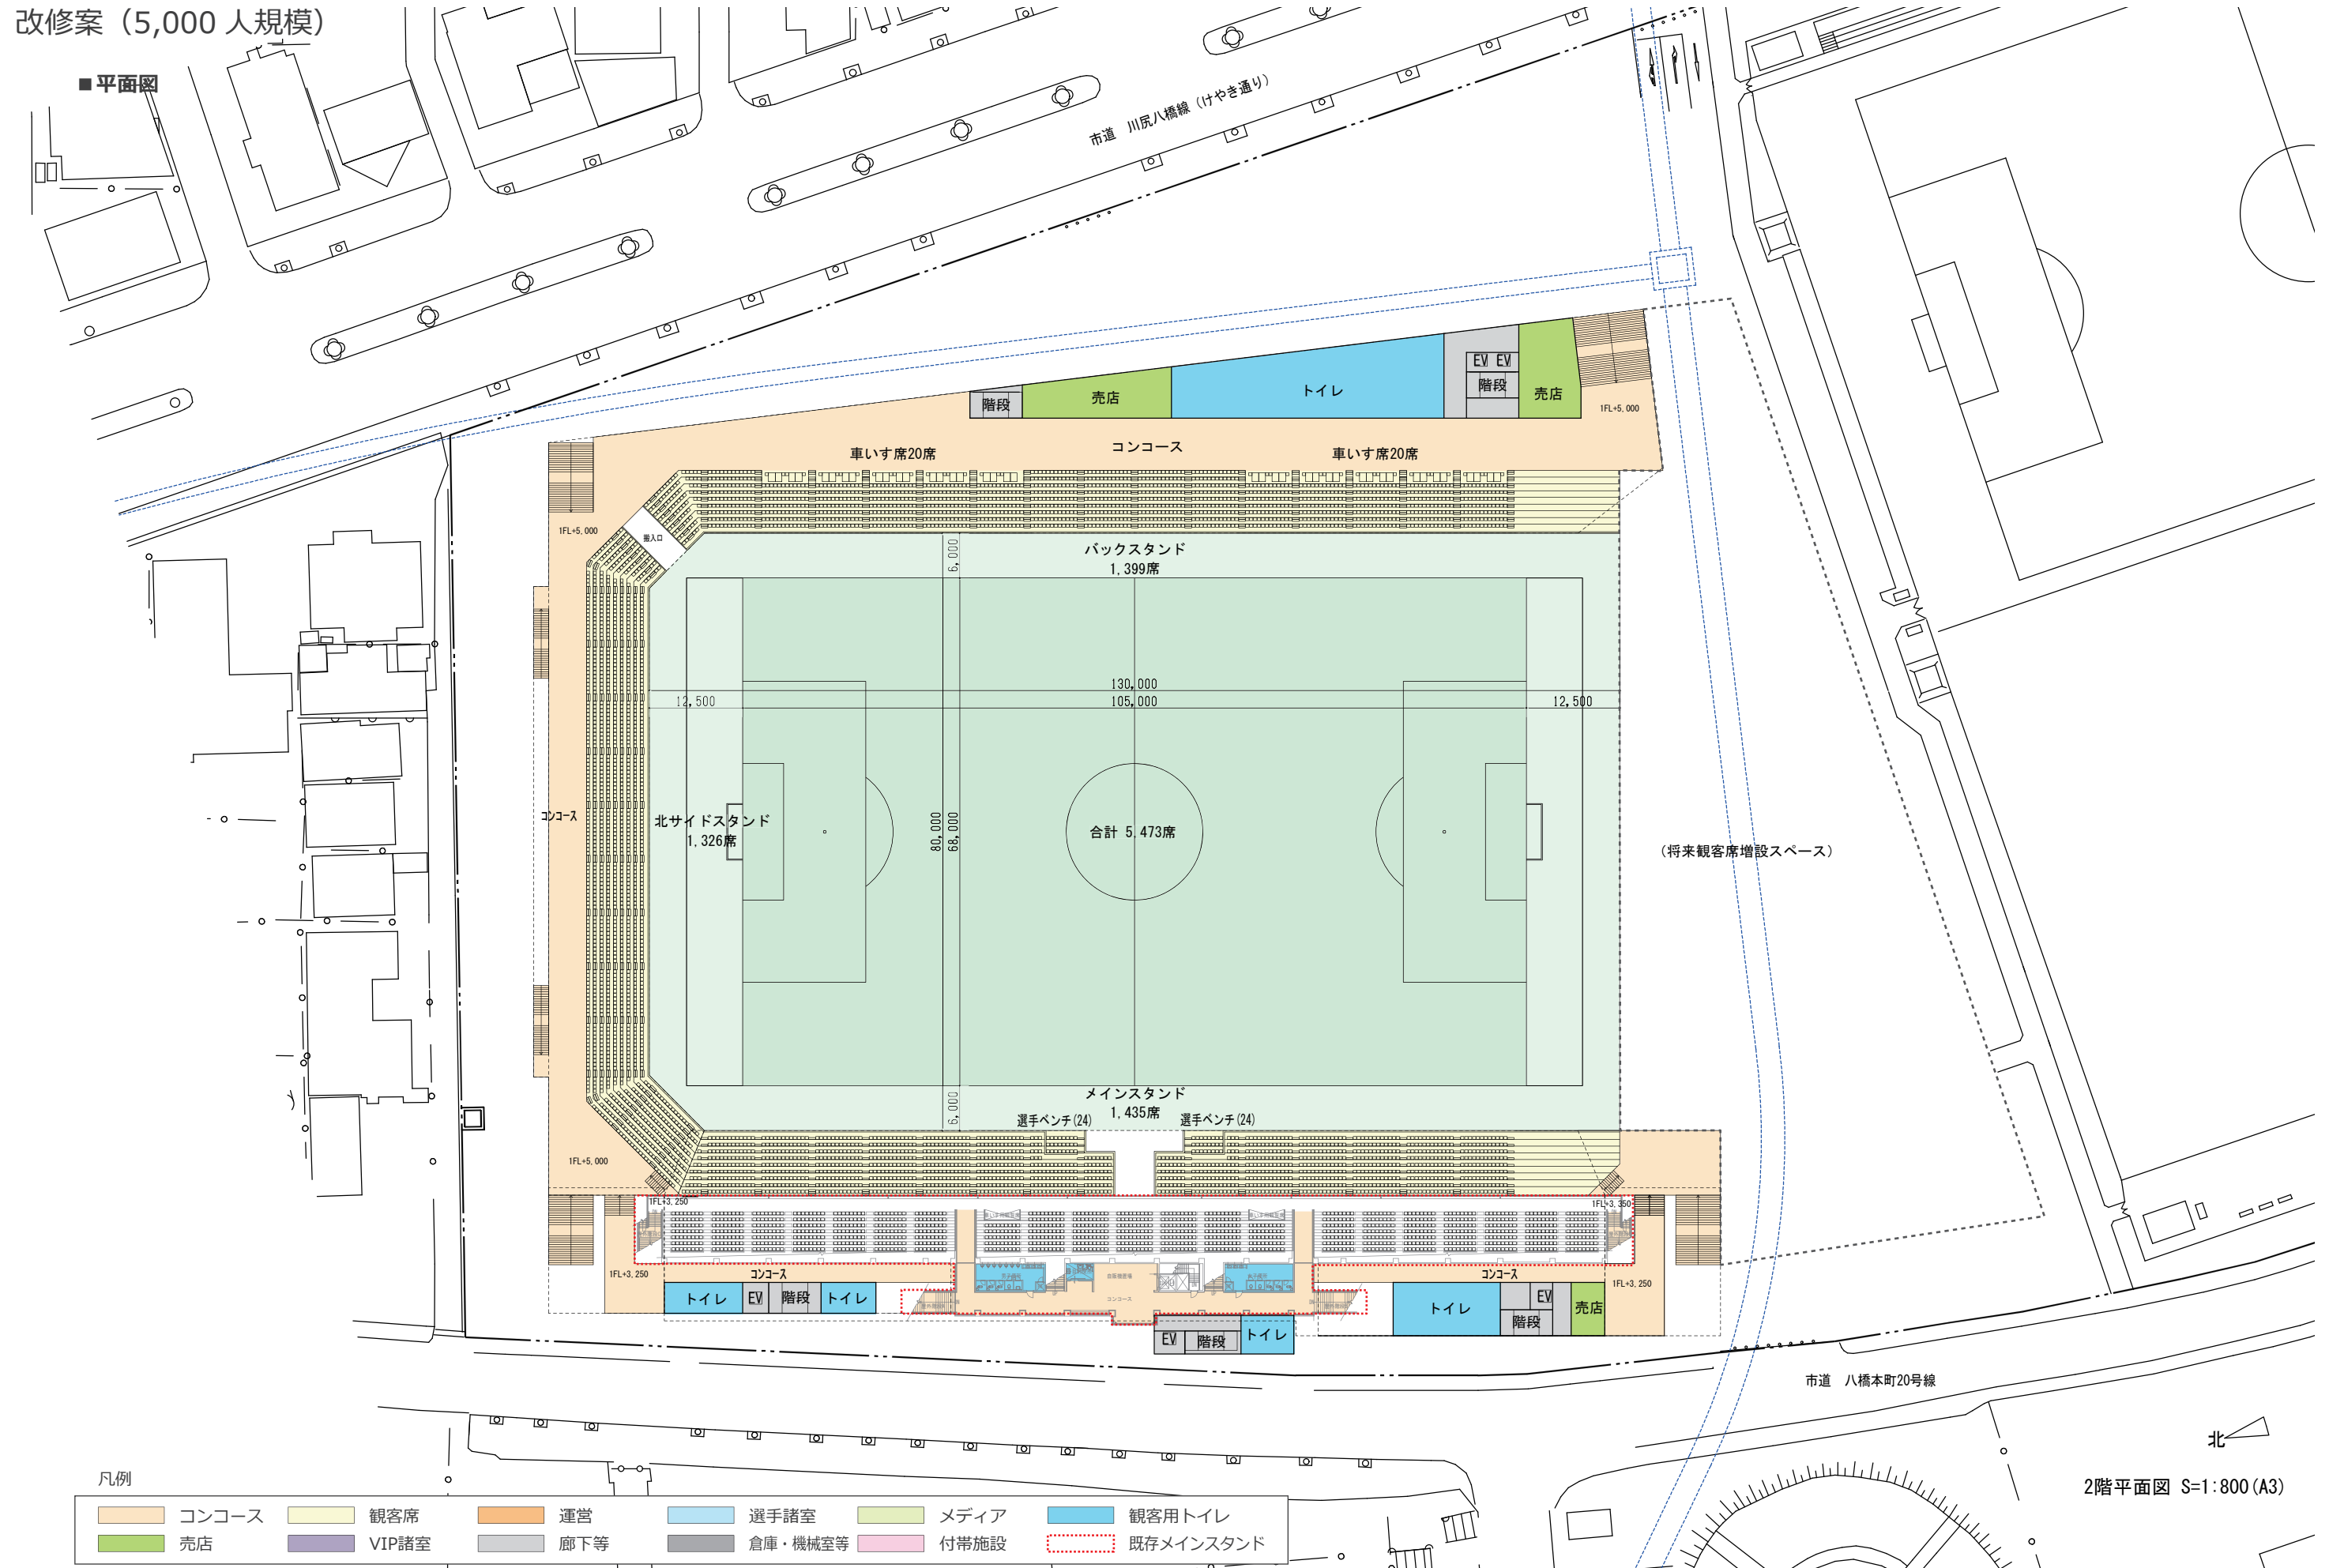 改修案（5,000 人規模）
■平面図
市道　川尻八橋線（けやき通り）
EV EV
階段
売店
トイレ
階段
売店
1FL+5,000
車いす席20席
コンコース
車いす席20席
1FL+5,000
搬入口
6,000
バックスタンド
1,399席
130,000
12,500
105,000
12,500
コンコース
北サイドスタンド
1,326席
80,000
68,000
合計 5,473席
（将来観客席増設スペース）
メインスタンド
1,435席
6,000
選手ベンチ(24)
選手ベンチ(24)
1FL+5,000
1FL+3,250
1FL+3,350
1FL+3,250
コンコース
コンコース
1FL+3,250
コンコース
トイレ
EV
階段
トイレ
トイレ
EV
階段
売店
EV
階段
トイレ
市道　八橋本町20号線
北
2階平面図 S=1:800(A3)
凡例
コンコース
観客席
運営
選手諸室
メディア
観客用トイレ
売店
VIP諸室
廊下等
倉庫・機械室等
付帯施設
既存メインスタンド